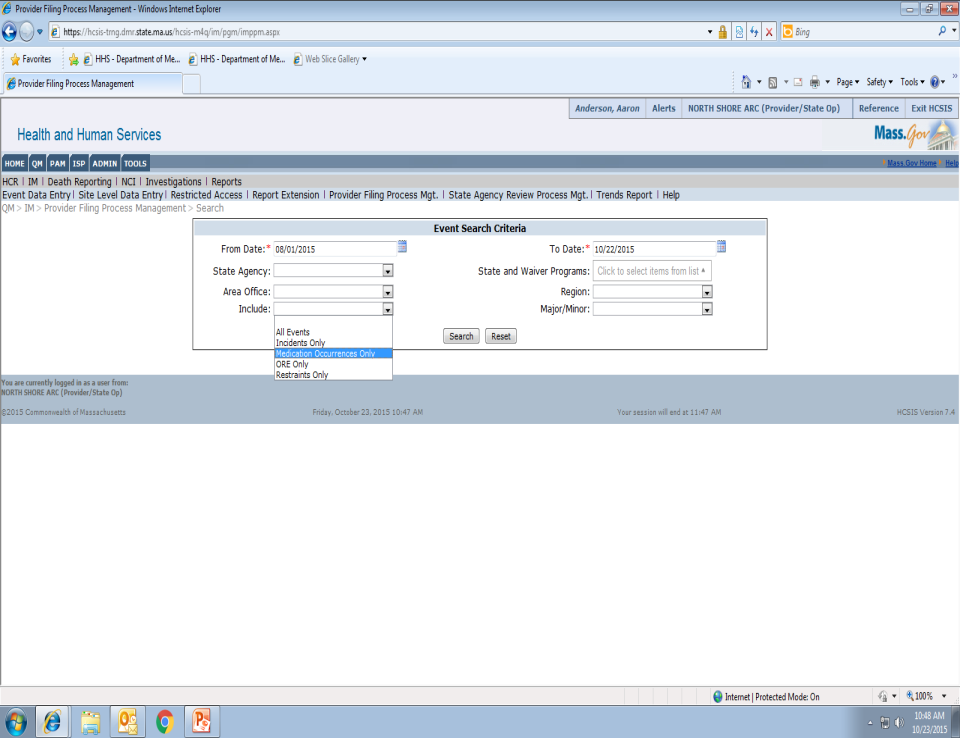 Provider Filing Process Management - Windows Internet Explorer
https://hcsis-trng.dmr.state.ma.us/hcsis-m4q/im/pgm/imppm.aspx
Bing
Favorites HHS - Department of Me... HHS - Department of Me... Web Slice Gallery
Provider Filing Process Management
Page Safety Tools
Anderson, Aaron Alerts NORTH SHORE ARC (Provider/State Op) Reference Exit HCSIS
Health and Human Services
Mass.Gov
HOME QM PAM ISP ADMIN TOOLS
Mass.Gov Home Help
HCR | IM | Death Reporting | NCI | Investigations | Reports
Event Data Entry | Site Level Data Entry | Restricted Access | Report Extension | Provider Filing Process Mgt. | State Agency Review Process Mgt. | Trends Report | Help
QM > IM > Provider Filing Process Management > Search
Event Search Criteria
From Date:* 08/01/2015 To Date:* 10/22/2015
State Agency: State and Waiver Programs: Click to select items from list
Area Office: Region:
Include: Major/Minor:
All Events
Incidents Only
Medication Occurrences Only
ORE Only
Restraints Only
Search Reset
You are currently logged in as a user from:
NORTH SHORE ARC (Provider/State Op)
©2015 Commonwealth of Massachusetts Friday, October 23, 2015 10:47 AM Your session will end at 11:47 AM HCSIS Version 7.4
Internet | Protected Mode: On 100%
10:48 AM
10/23/2015